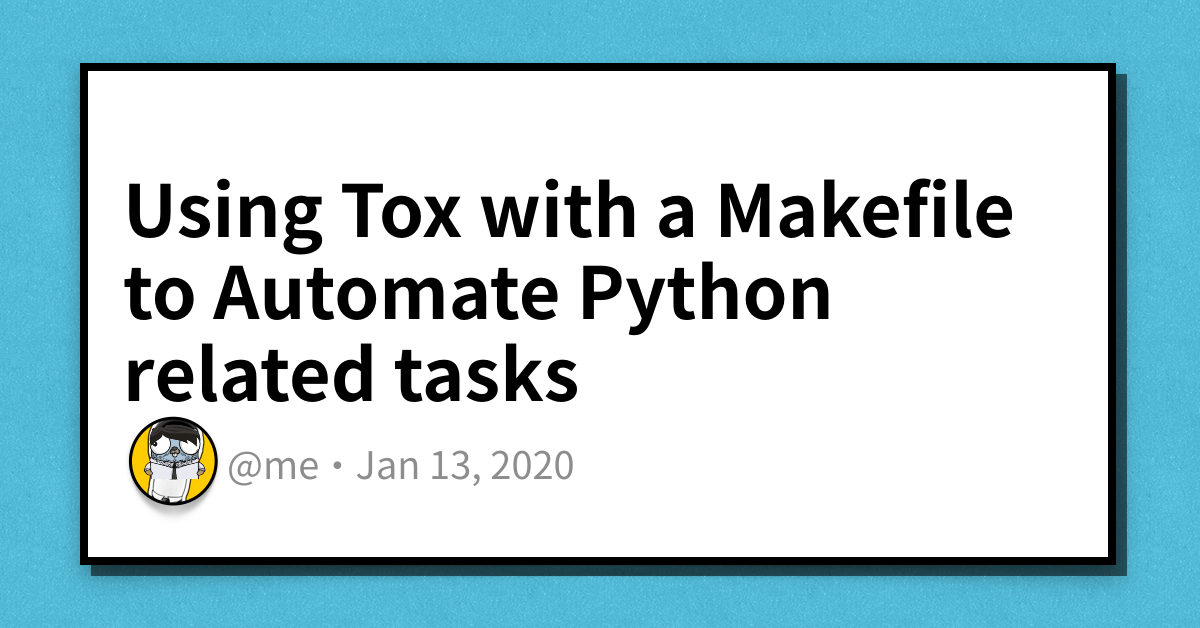 Using Tox with a Makefile
to Automate Python
related tasks
@me • Jan 13, 2020